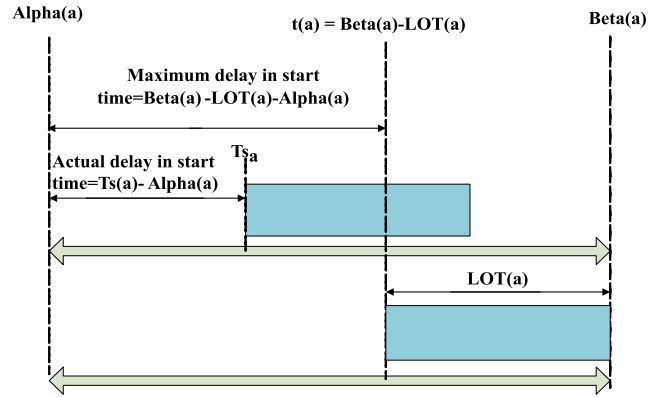 Alpha(a)
t(a) = Beta(a)-LOT(a)
Beta(a)
Maximum delay in start
time=Beta(a) -LOT(a)-Alpha(a)
Actual delay in start
time=Ts(a)- Alpha(a)
Tsa
LOT(a)